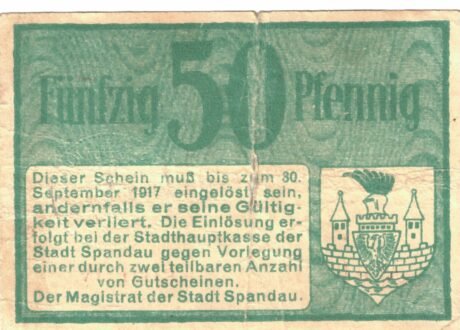 Fünfzig 50 Pfennig
Dieser Schein muß bis zum 30.
September 1917 eingelöst sein,
andernfalls er seine Gültig-
keit verliert. Die Einlösung er-
folgt bei der Stadthauptkasse der
Stadt Spandau gegen Vorlegung
einer durch zwei teilbaren Anzahl
von Gutscheinen.
Der Magistrat der Stadt Spandau.